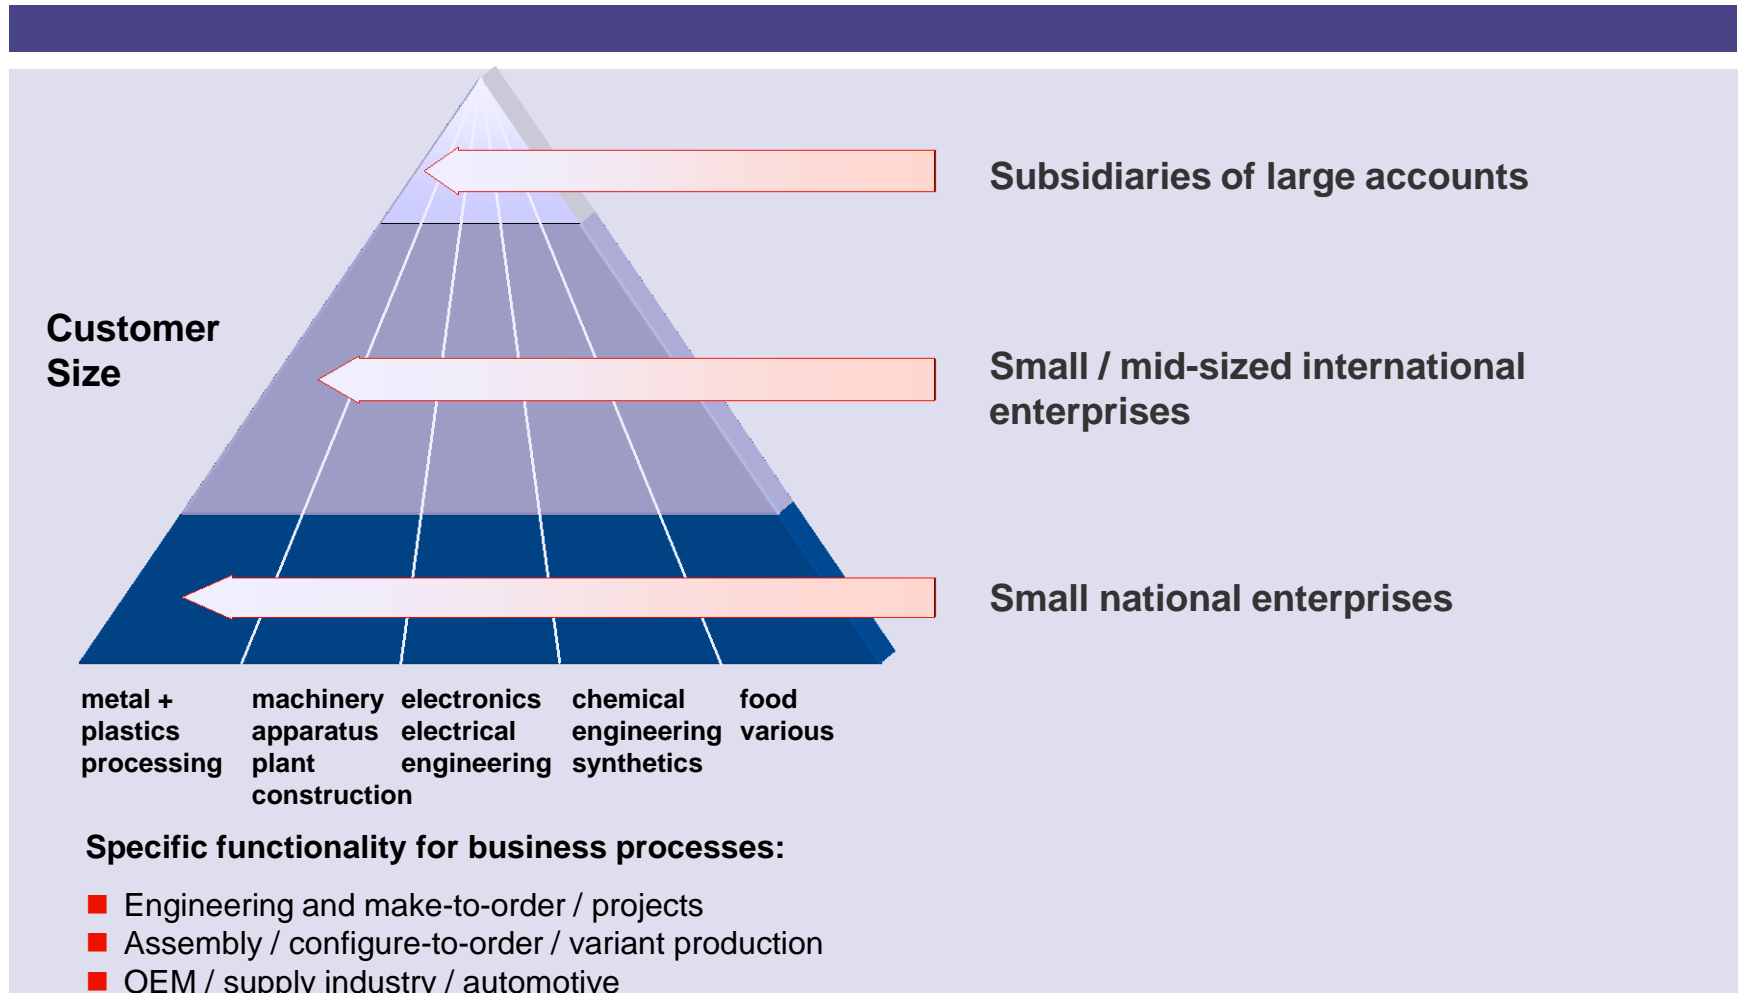 Subsidiaries of large accounts
Customer
Size
Small / mid-sized international
enterprises
Small national enterprises
metal +
plastics
processing
machinery
apparatus
plant
construction
electronics
electrical
engineering
chemical
engineering
synthetics
food
various
Specific functionality for business processes:
Engineering and make-to-order / projects
Assembly / configure-to-order / variant production
OEM / supply industry / automotive